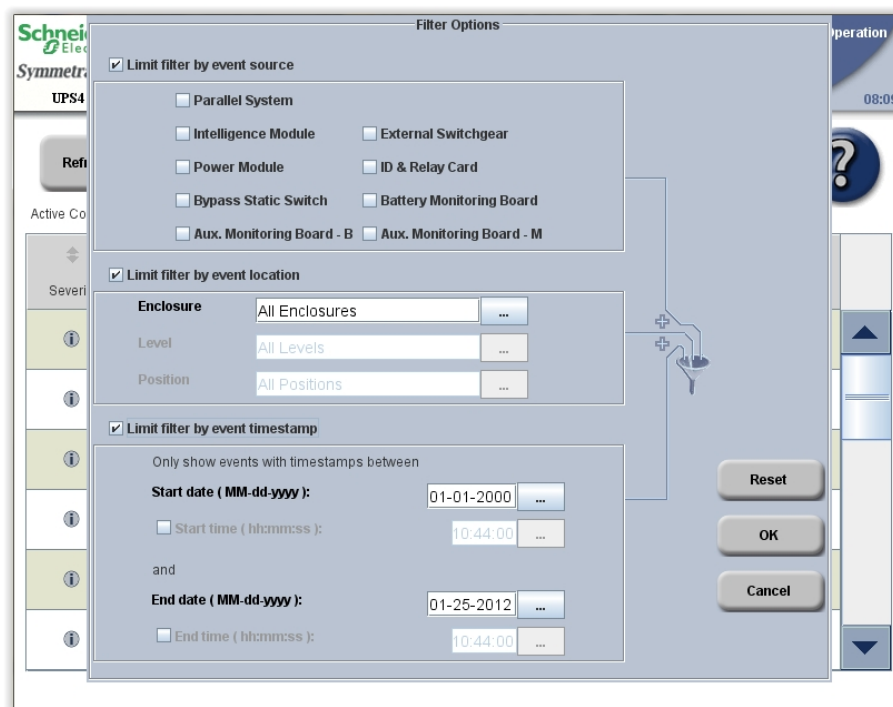 Filter Options
Schnei
Elec
Operation
Symmetra
UPS4
08:09
Limit filter by event source
Parallel System
Intelligence Module External Switchgear
Power Module ID & Relay Card
Bypass Static Switch Battery Monitoring Board
Aux. Monitoring Board - B Aux. Monitoring Board - M
Refr
?
Active Co
Severi
Limit filter by event location
Enclosure All Enclosures ...
Level All Levels ...
Position All Positions ...
Limit filter by event timestamp
Only show events with timestamps between
Start date ( MM-dd-yyyy ): 01-01-2000 ...
Start time ( hh:mm:ss ): 10:44:00 ...
and
End date ( MM-dd-yyyy ): 01-25-2012 ...
End time ( hh:mm:ss ): 10:44:00 ...
Reset
OK
Cancel